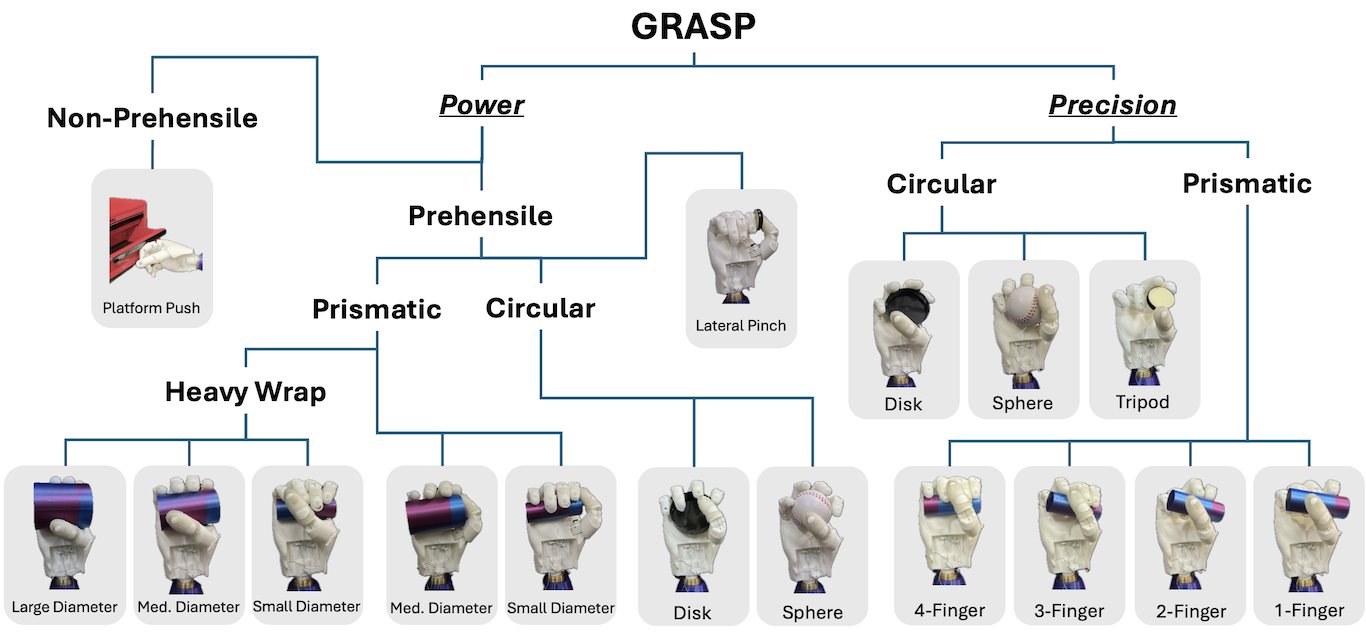 GRASP
Non-Prehensile
Power
Precision
Circular
Prismatic
Prehensile
Platform Push
Lateral Pinch
Prismatic
Circular
Heavy Wrap
Disk
Sphere
Tripod
Large Diameter
Med. Diameter
Small Diameter
Med. Diameter
Small Diameter
Disk
Sphere
4-Finger
3-Finger
2-Finger
1-Finger